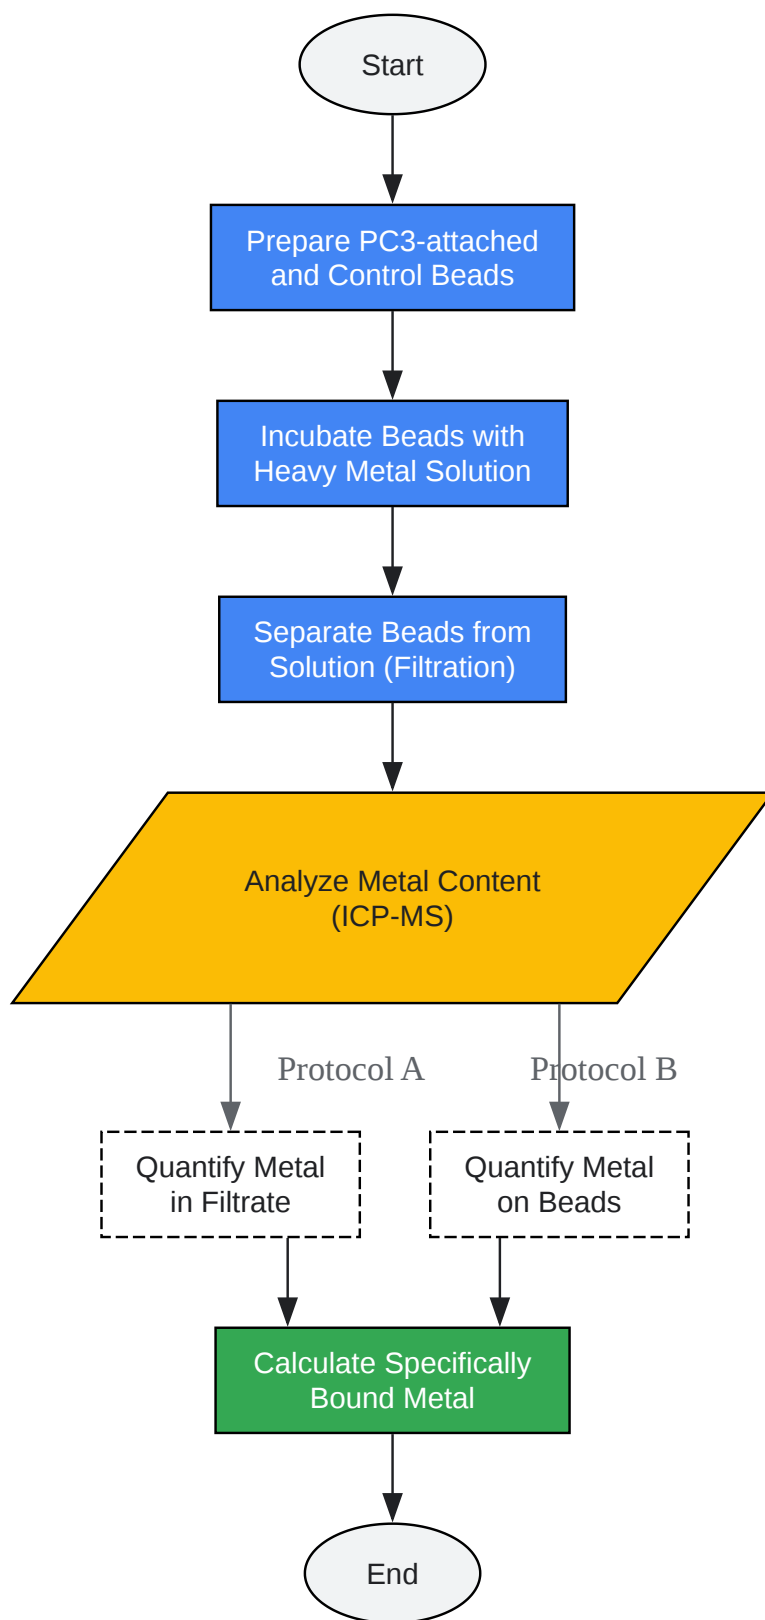 Start
Prepare PC3-attached
and Control Beads
Incubate Beads with
Heavy Metal Solution
Separate Beads from
Solution (Filtration)
Analyze Metal Content
(ICP-MS)
Protocol A
Protocol B
Quantify Metal
in Filtrate
Quantify Metal
on Beads
Calculate Specifically
Bound Metal
End